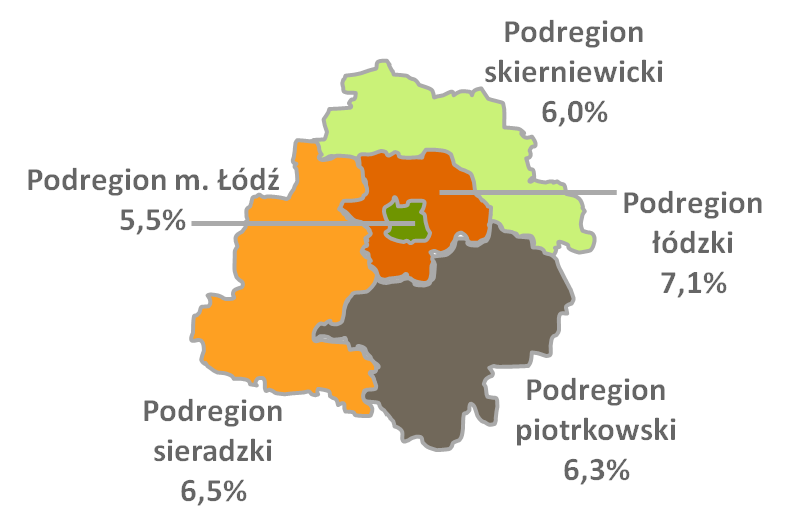 Podregion
skierniewicki
6,0%
Podregion m. Łódź
5,5%
Podregion
łódzki
7,1%
Podregion
piotrkowski
6,3%
Podregion
sieradzki
6,5%